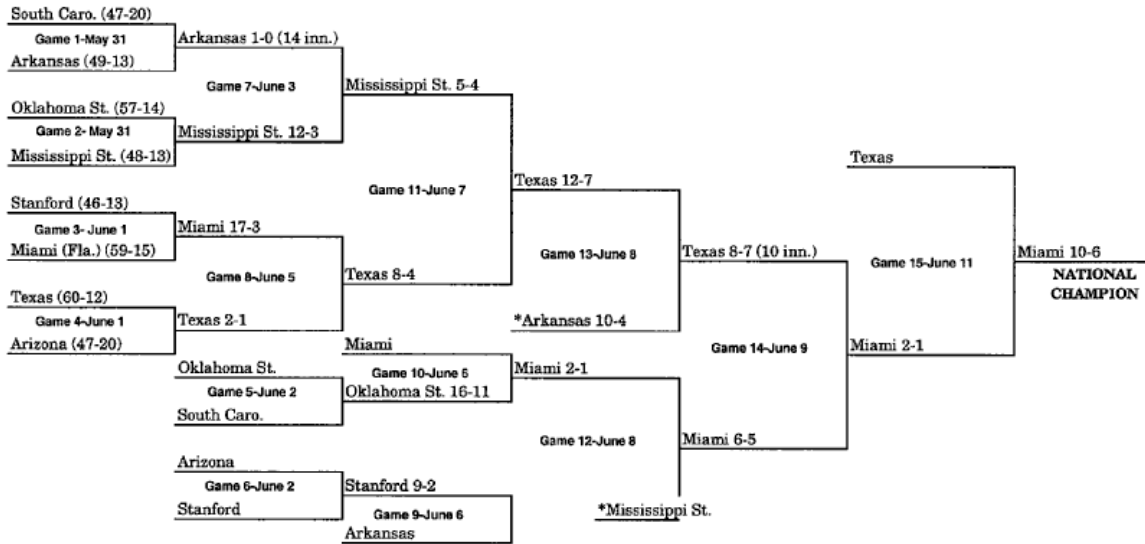 South Caro. (47-20)
Game 1-May 31
Arkansas (49-13)
Arkansas 1-0 (14 inn.)
Game 7-June 3
Oklahoma St. (57-14)
Game 2- May 31
Mississippi St. (48-13)
Mississippi St. 12-3
Mississippi St. 5-4
Game 11-June 7
Stanford (46-13)
Game 3- June 1
Miami (Fla.) (59-15)
Miami 17-3
Game 8-June 5
Texas (60-12)
Game 4-June 1
Arizona (47-20)
Texas 2-1
Texas 8-4
Texas 12-7
Game 13-June 8
*Arkansas 10-4
Texas 8-7 (10 inn.)
Game 14-June 9
Oklahoma St.
Game 5-June 2
South Caro.
Miami
Game 10-June 6
Oklahoma St. 16-11
Miami 2-1
Game 12-June 8
*Mississippi St.
Miami 6-5
Arizona
Game 6-June 2
Stanford
Stanford 9-2
Game 9-June 6
Arkansas
Texas
Game 15-June 11
Miami 2-1
Miami 10-6
NATIONAL
CHAMPION